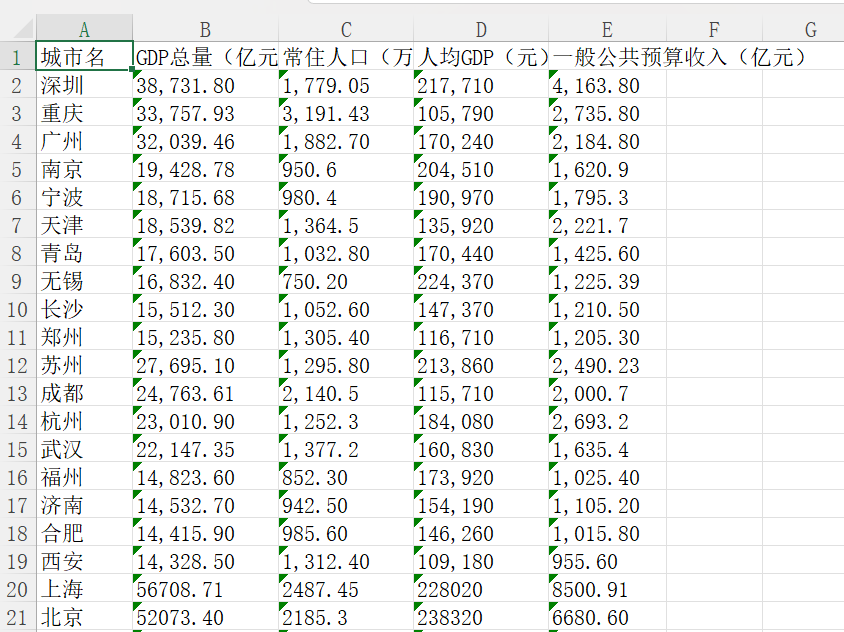 A B C D E F G
1 城市名 GDP总量（亿元 常住人口（万 人均GDP（元） 一般公共预算收入（亿元）
2 深圳 38,731.80 1,779.05 217,710 4,163.80
3 重庆 33,757.93 3,191.43 105,790 2,735.80
4 广州 32,039.46 1,882.70 170,240 2,184.80
5 南京 19,428.78 950.6 204,510 1,620.9
6 宁波 18,715.68 980.4 190,970 1,795.3
7 天津 18,539.82 1,364.5 135,920 2,221.7
8 青岛 17,603.50 1,032.80 170,440 1,425.60
9 无锡 16,832.40 750.20 224,370 1,225.39
10 长沙 15,512.30 1,052.60 147,370 1,210.50
11 郑州 15,235.80 1,305.40 116,710 1,205.30
12 苏州 27,695.10 1,295.80 213,860 2,490.23
13 成都 24,763.61 2,140.5 115,710 2,000.7
14 杭州 23,010.90 1,252.3 184,080 2,693.2
15 武汉 22,147.35 1,377.2 160,830 1,635.4
16 福州 14,823.60 852.30 173,920 1,025.40
17 济南 14,532.70 942.50 154,190 1,105.20
18 合肥 14,415.90 985.60 146,260 1,015.80
19 西安 14,328.50 1,312.40 109,180 955.60
20 上海 56708.71 2487.45 228020 8500.91
21 北京 52073.40 2185.3 238320 6680.60